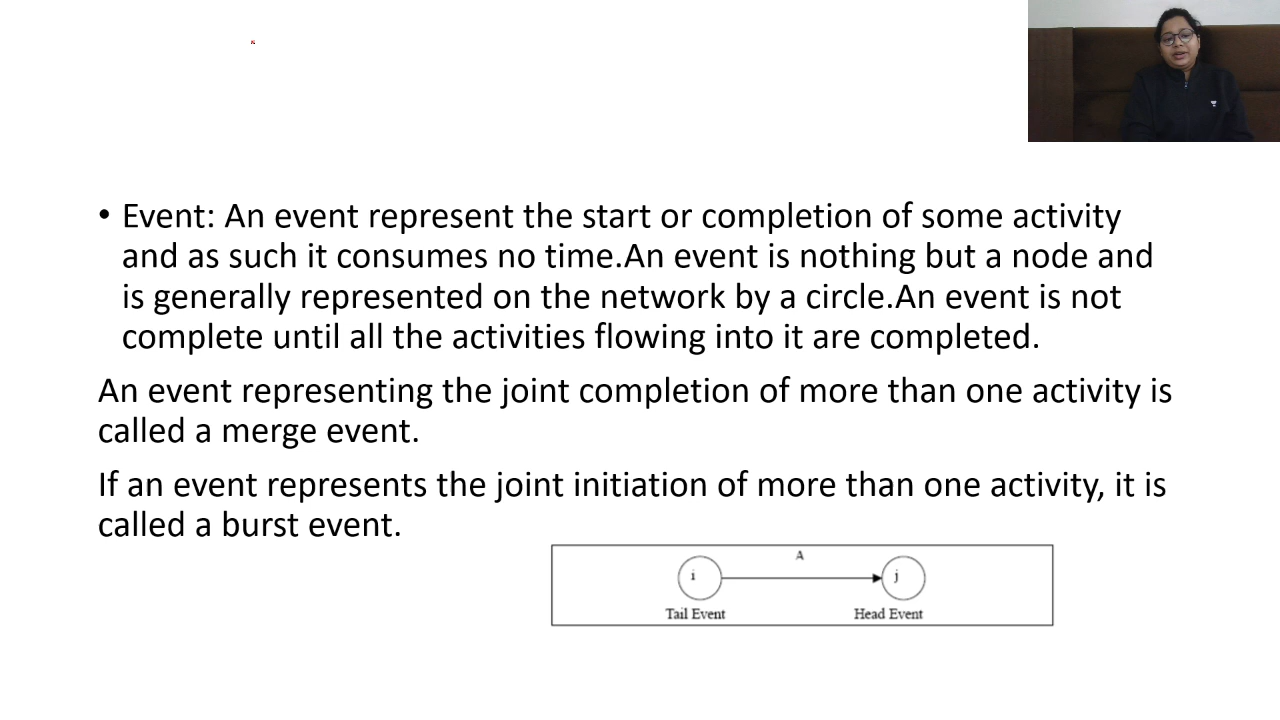 • Event: An event represent the start or completion of some activity
and as such it consumes no time.An event is nothing but a node and
is generally represented on the network by a circle.An event is not
complete until all the activities flowing into it are completed.
An event representing the joint completion of more than one activity is
called a merge event.
If an event represents the joint initiation of more than one activity, it is
called a burst event.
A
i
j
Tail Event
Head Event